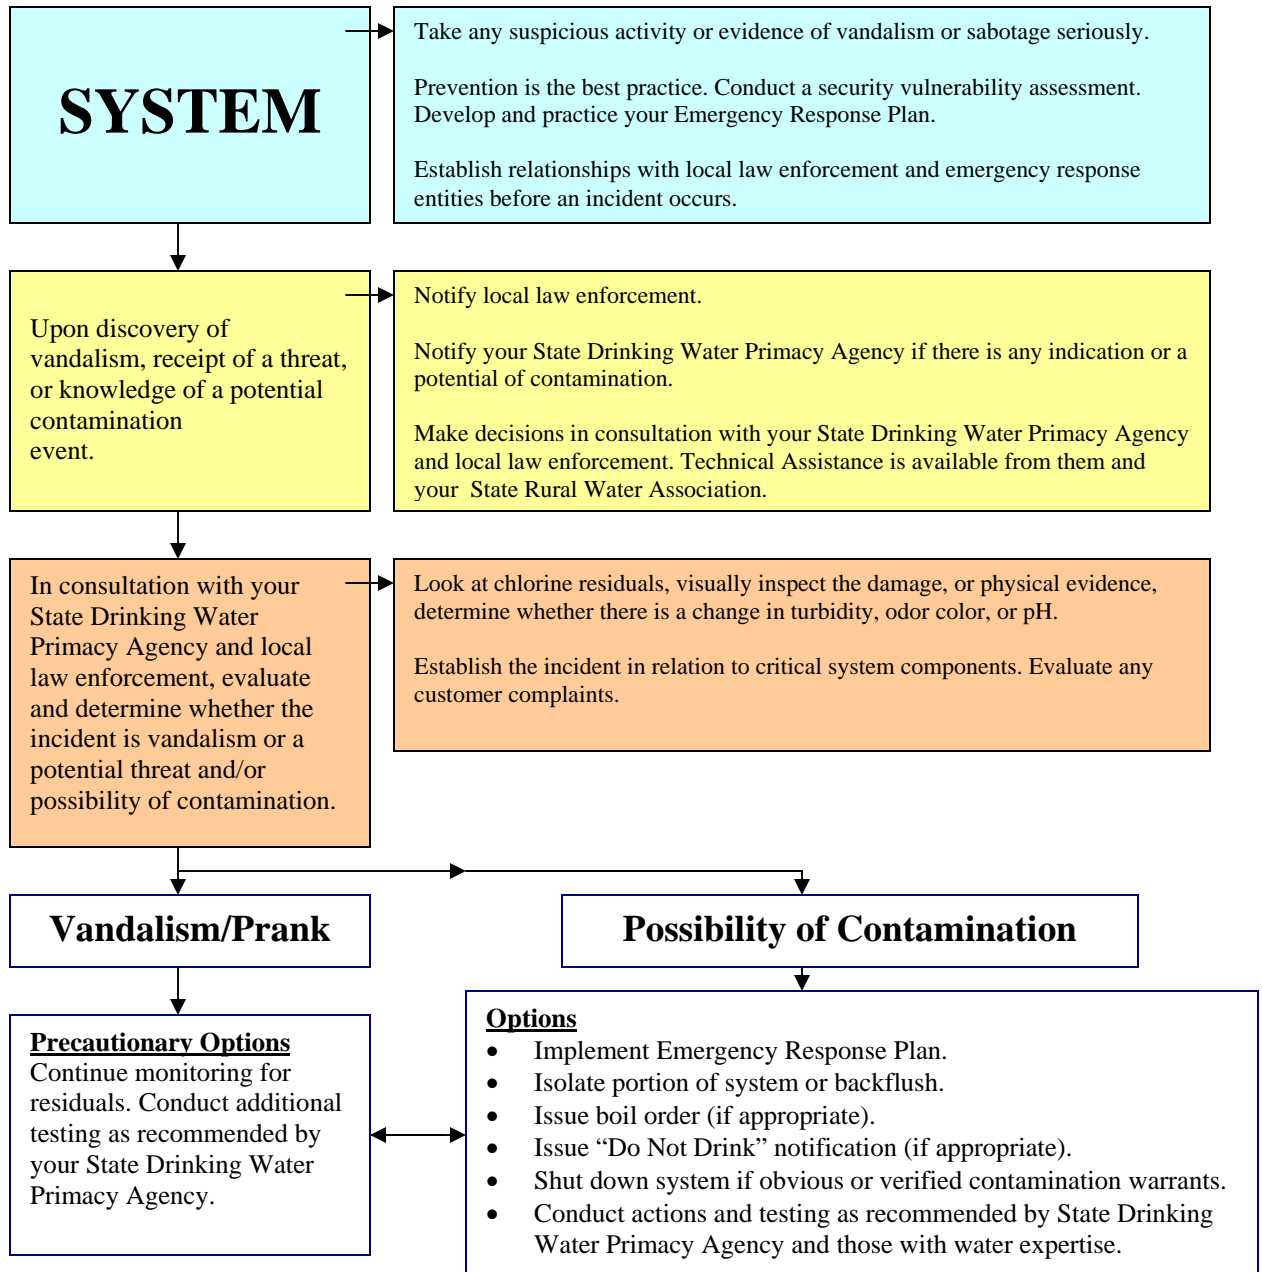 SYSTEM
Take any suspicious activity or evidence of vandalism or sabotage seriously.
Prevention is the best practice. Conduct a security vulnerability assessment.
Develop and practice your Emergency Response Plan.
Establish relationships with local law enforcement and emergency response
entities before an incident occurs.
Upon discovery of
vandalism, receipt of a threat,
or knowledge of a potential
contamination
event.
Notify local law enforcement.
Notify your State Drinking Water Primacy Agency if there is any indication or a
potential of contamination.
Make decisions in consultation with your State Drinking Water Primacy Agency
and local law enforcement. Technical Assistance is available from them and
your State Rural Water Association.
In consultation with your
State Drinking Water
Primacy Agency and local
law enforcement, evaluate
and determine whether the
incident is vandalism or a
potential threat and/or
possibility of contamination.
Look at chlorine residuals, visually inspect the damage, or physical evidence,
determine whether there is a change in turbidity, odor color, or pH.
Establish the incident in relation to critical system components. Evaluate any
customer complaints.
Vandalism/Prank
Possibility of Contamination
Precautionary Options
Continue monitoring for
residuals. Conduct additional
testing as recommended by
your State Drinking Water
Primacy Agency.
Options
• Implement Emergency Response Plan.
• Isolate portion of system or backflush.
• Issue boil order (if appropriate).
• Issue “Do Not Drink” notification (if appropriate).
• Shut down system if obvious or verified contamination warrants.
• Conduct actions and testing as recommended by State Drinking
Water Primacy Agency and those with water expertise.